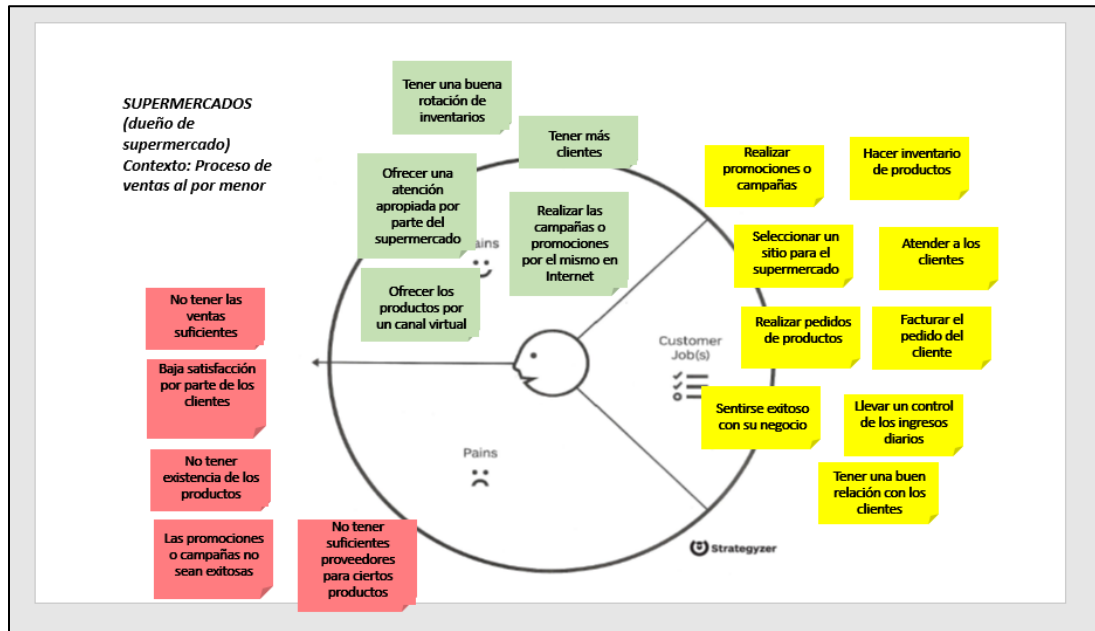 SUPERMERCADOS
(dueño de
supermercado)
Contexto: Proceso de
ventas al por menor
Tener una buena
rotación de
inventarios
Tener más
clientes
Ofrecer una
atención
apropiada por
parte del
supermercado
Realizar las
campañas o
promociones
por el mismo en
Internet
ains
Ofrecer los
productos por
un canal virtual
Realizar
promociones o
campañas
Hacer inventario
de productos
Seleccionar un
sitio para el
supermercado
Atender a los
clientes
Realizar pedidos
de productos
Facturar el
pedido del
cliente
Customer
Job(s)
Sentirse exitoso
con su negocio
Llevar un control
de los ingresos
diarios
Tener una buen
relación con los
clientes
No tener las
ventas
suficientes
Baja satisfacción
por parte de los
clientes
No tener
existencia de los
productos
Las promociones
o campañas no
sean exitosas
No tener
suficientes
proveedores
para ciertos
productos
Pains
Strategyzer